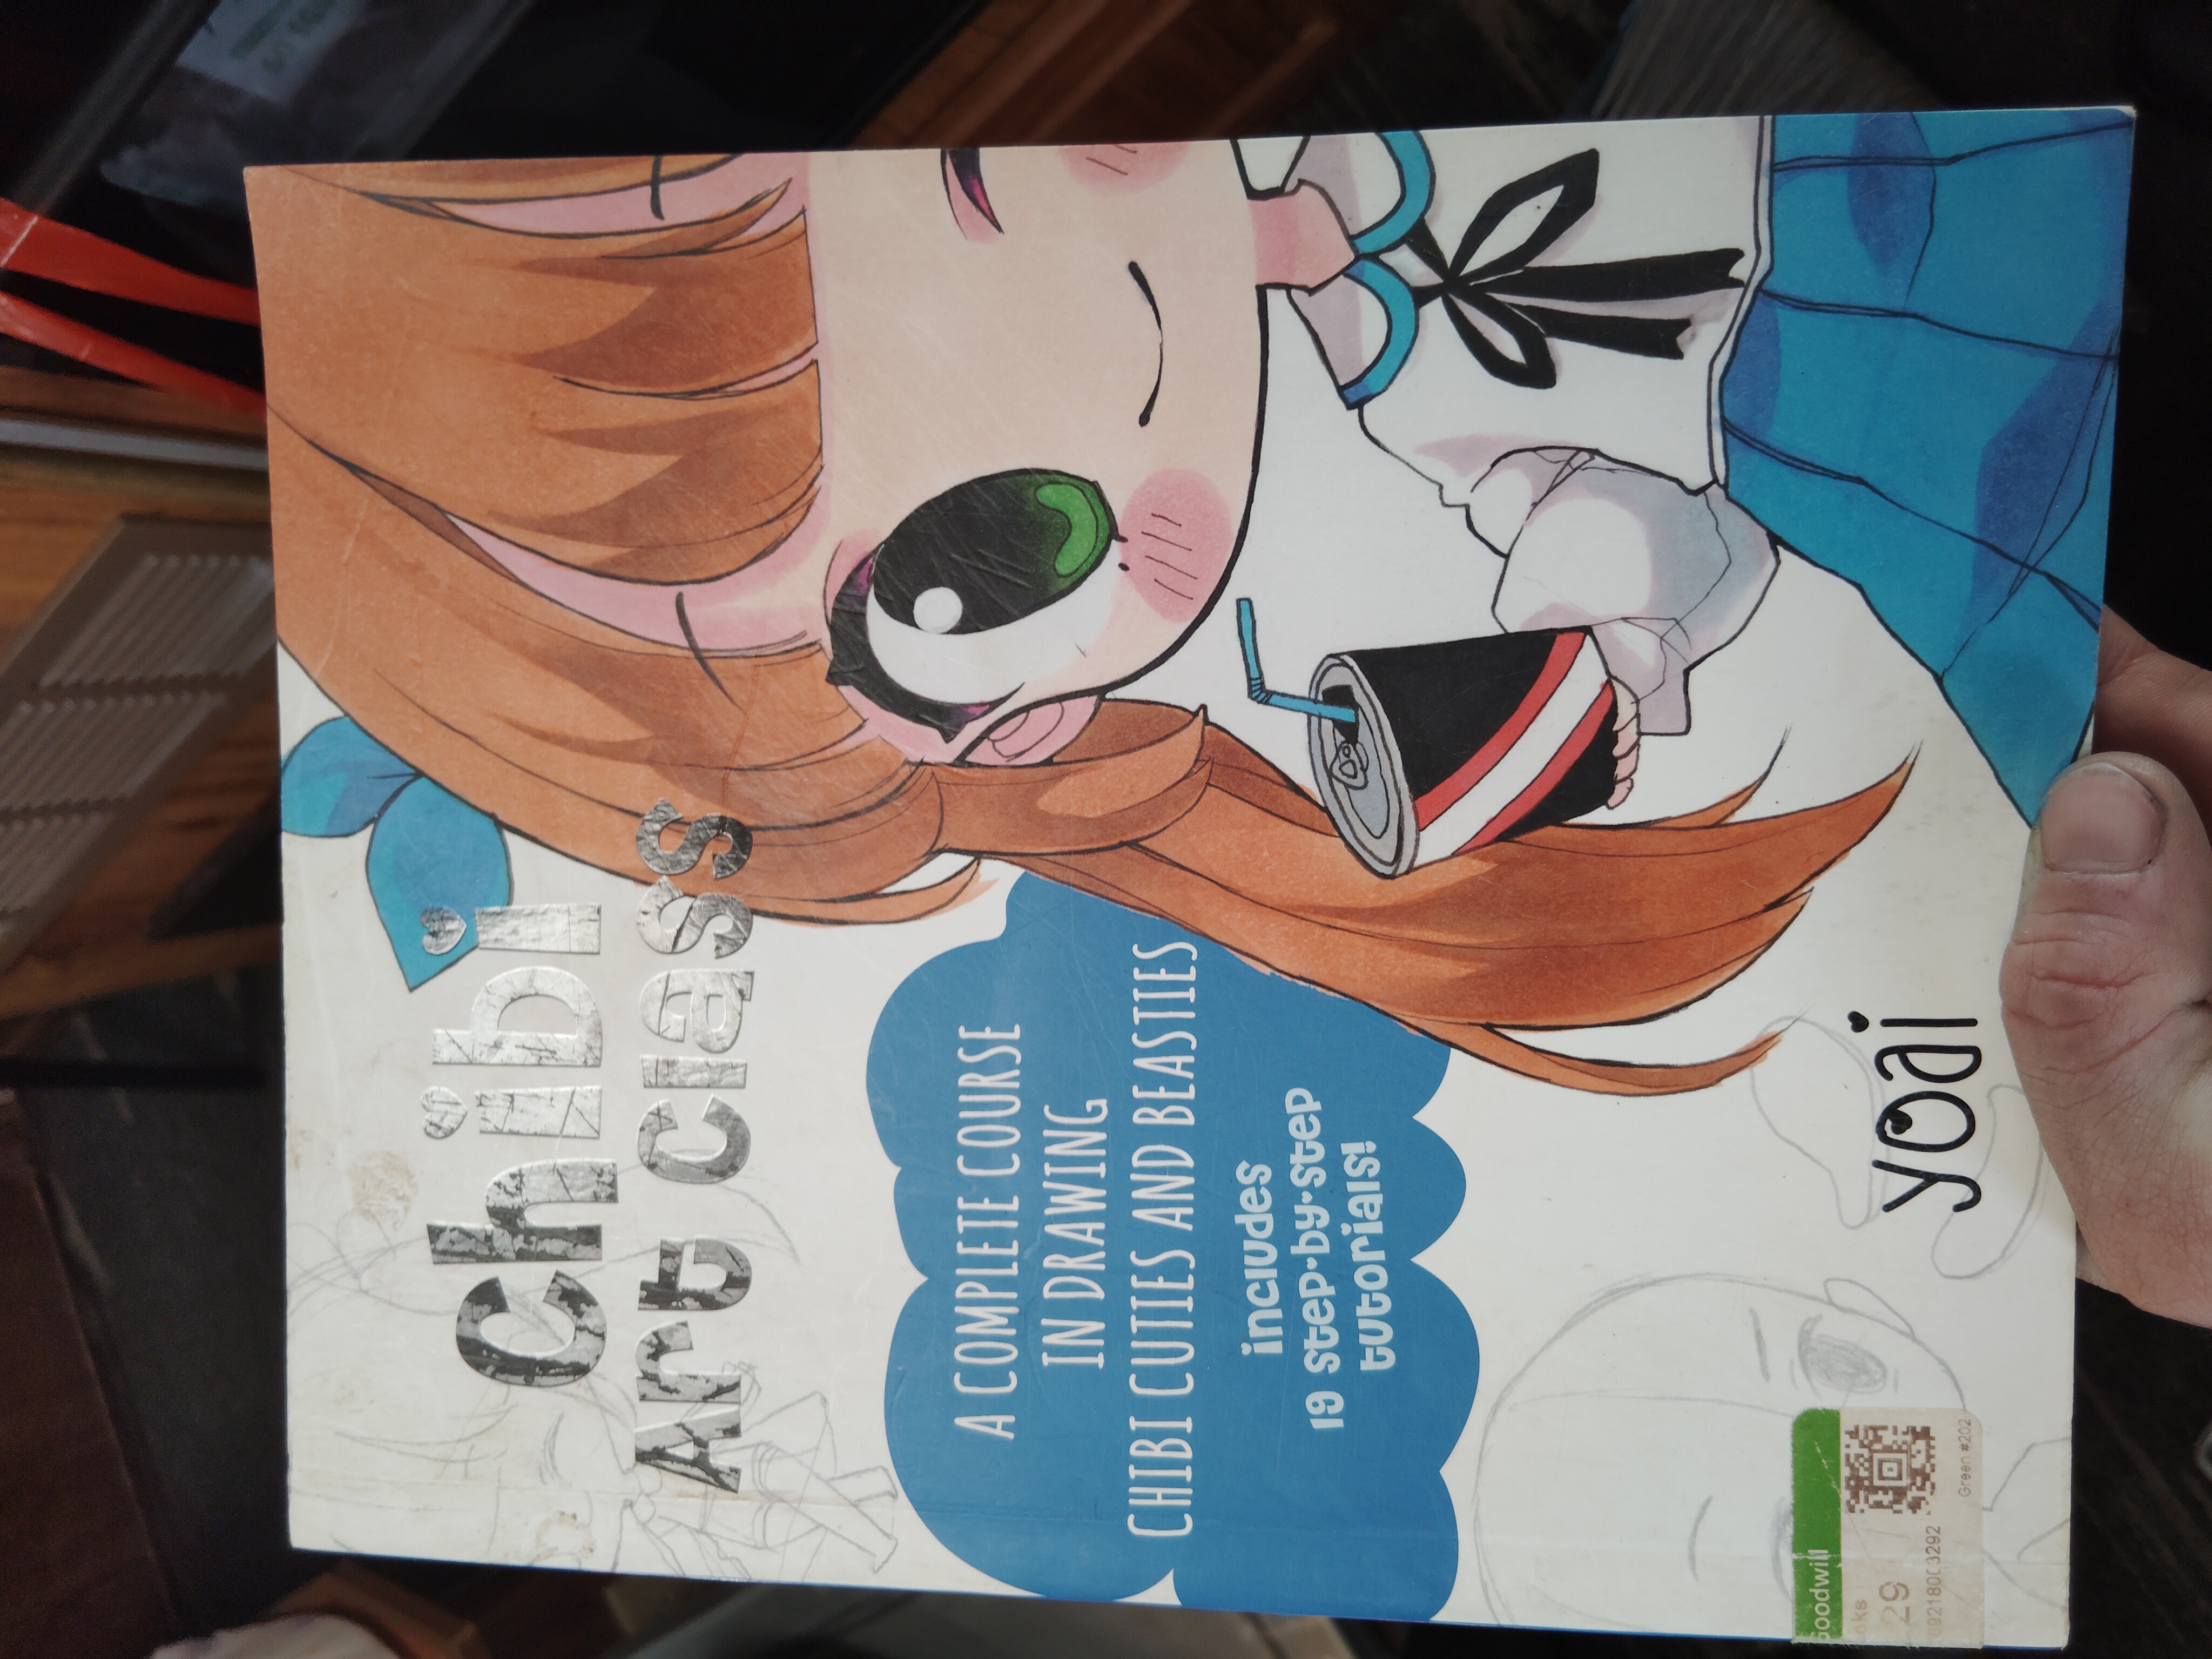 Chibi
Art Class
A COMPLETE COURSE
IN DRAWING
CHIBI CUTIES AND BEASTIES
includes
19 step-by-step
tutorials!
yoai
Goodwill
Green #202